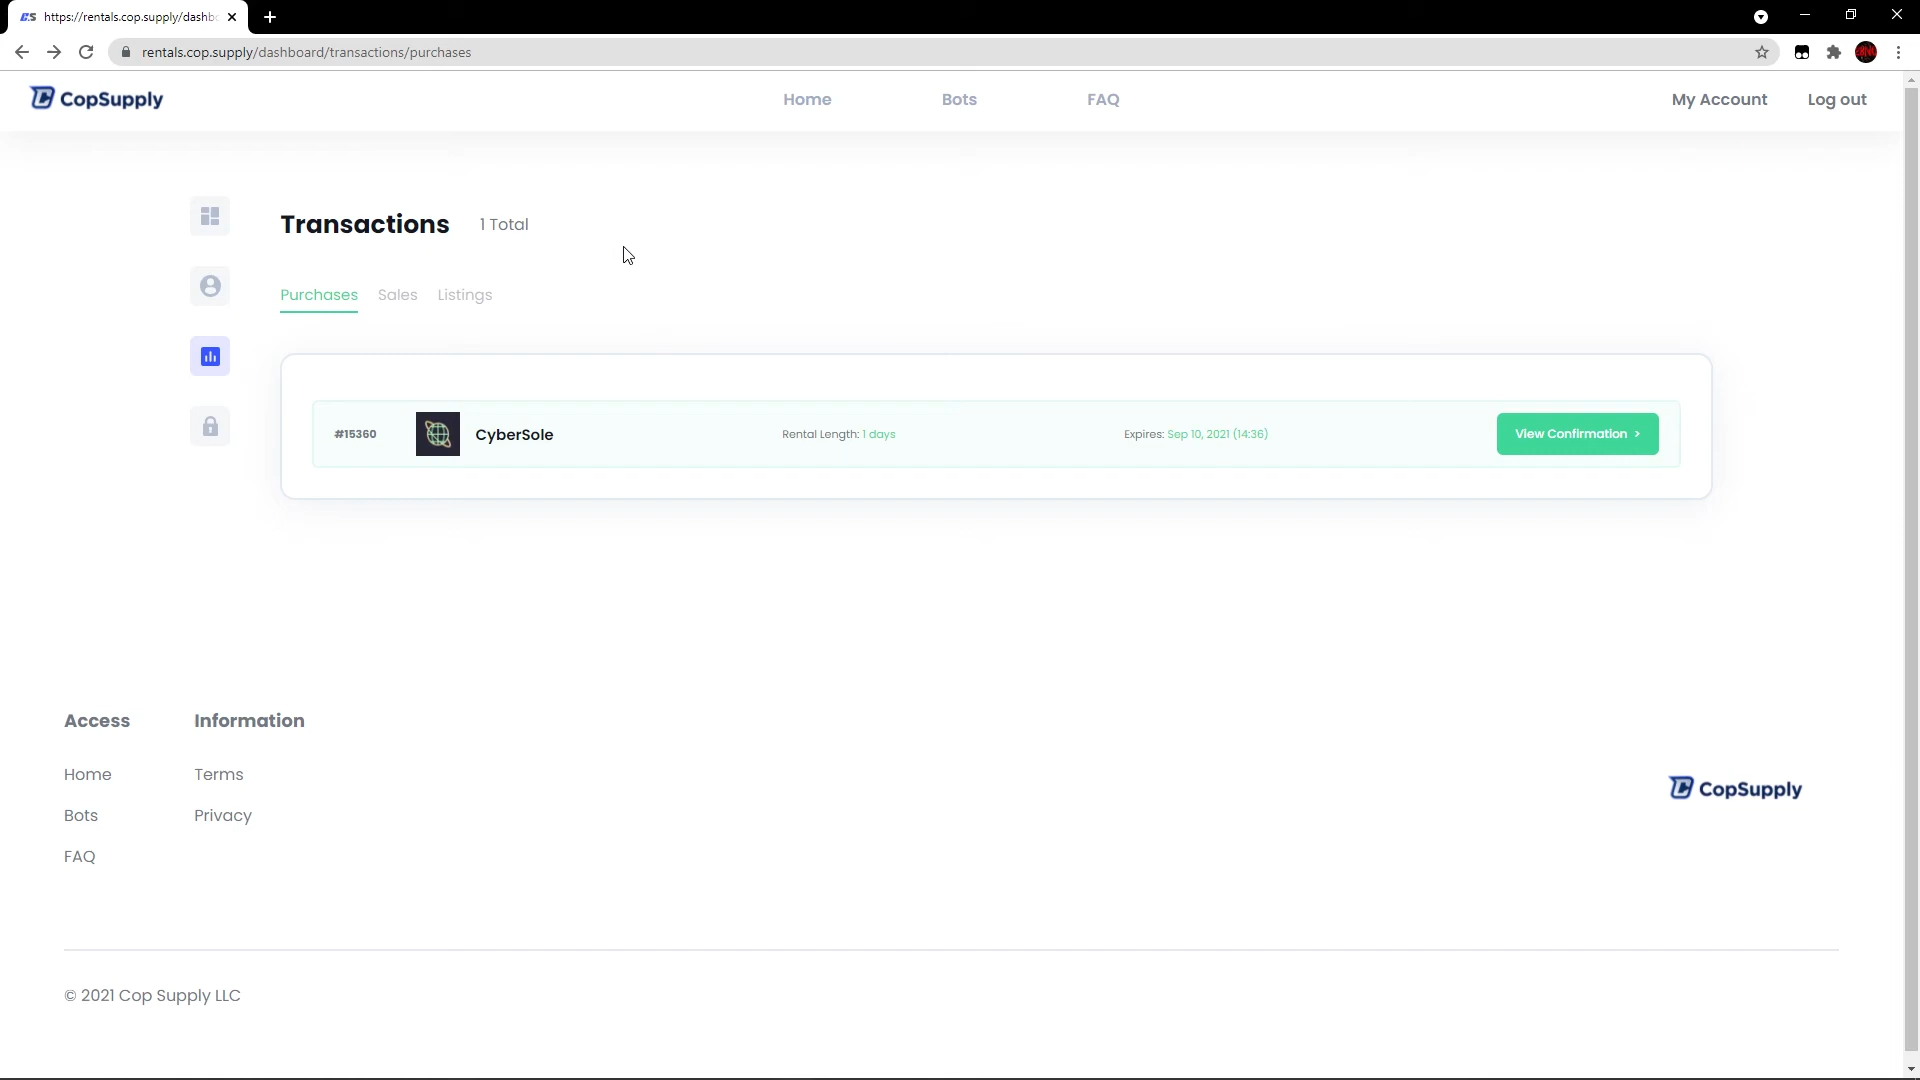 https://rentals.cop.supply/dashbo
rentals.cop.supply/dashboard/transactions/purchases
CopSupply
Home
Bots
FAQ
My Account
Log out
Transactions
1 Total
Purchases
Sales
Listings
#15360
CyberSole
Rental Length: 1 days
Expires: Sep 10, 2021 (14:36)
View Confirmation >
Access
Information
Home
Terms
Bots
Privacy
FAQ
CopSupply
© 2021 Cop Supply LLC